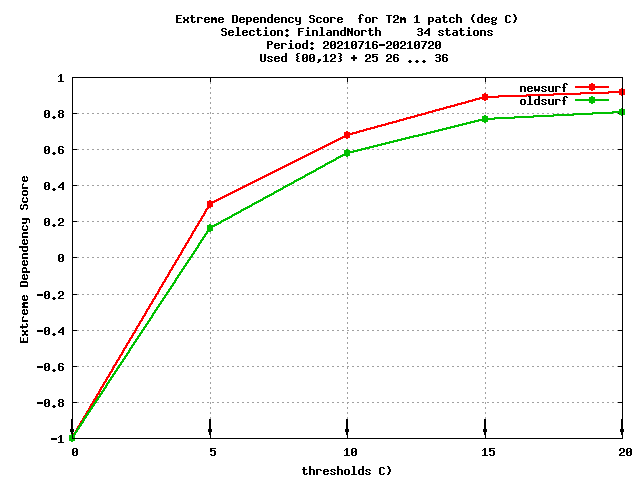 Extreme Dependency Score  for T2m 1 patch (deg C)
Selection: FinlandNorth     34 stations
Period: 20210716-20210720
Used {00,12} + 25 26 ... 36
newsurf
oldsurf
1
0.8
0.6
0.4
0.2
0
-0.2
-0.4
-0.6
-0.8
-1
Extreme Dependency Score
0 5 10 15 20
thresholds C)